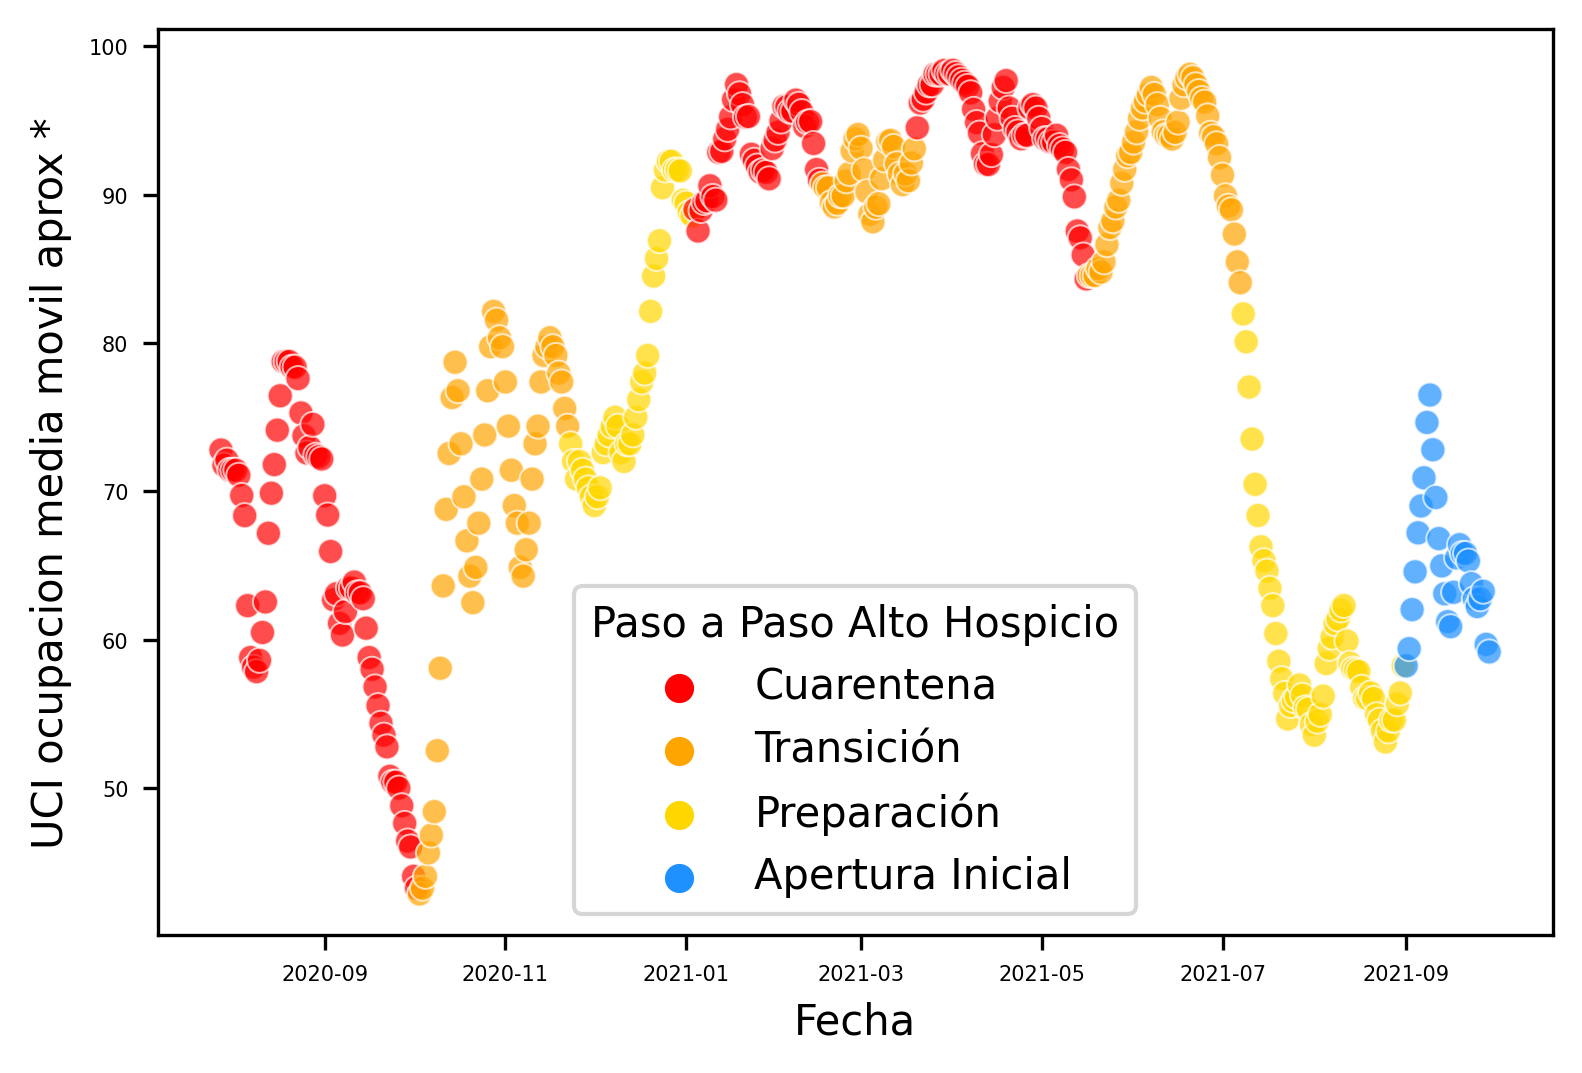 UCI ocupacion media movil aprox *
100
90
80
70
60
50
Paso a Paso Alto Hospicio
Cuarentena
Transición
Preparación
Apertura Inicial
2020-09
2020-11
2021-01
2021-03
2021-05
2021-07
2021-09
Fecha